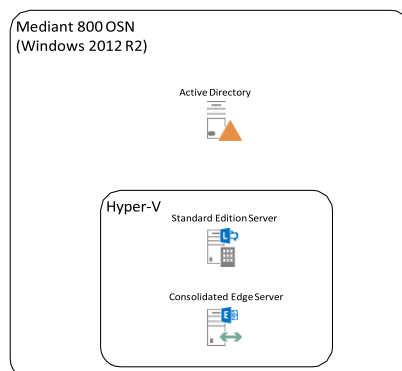 Mediant 800 OSN
(Windows 2012 R2)
Active Directory
Hyper-V
Standard Edition Server
L
Consolidated Edge Server
E